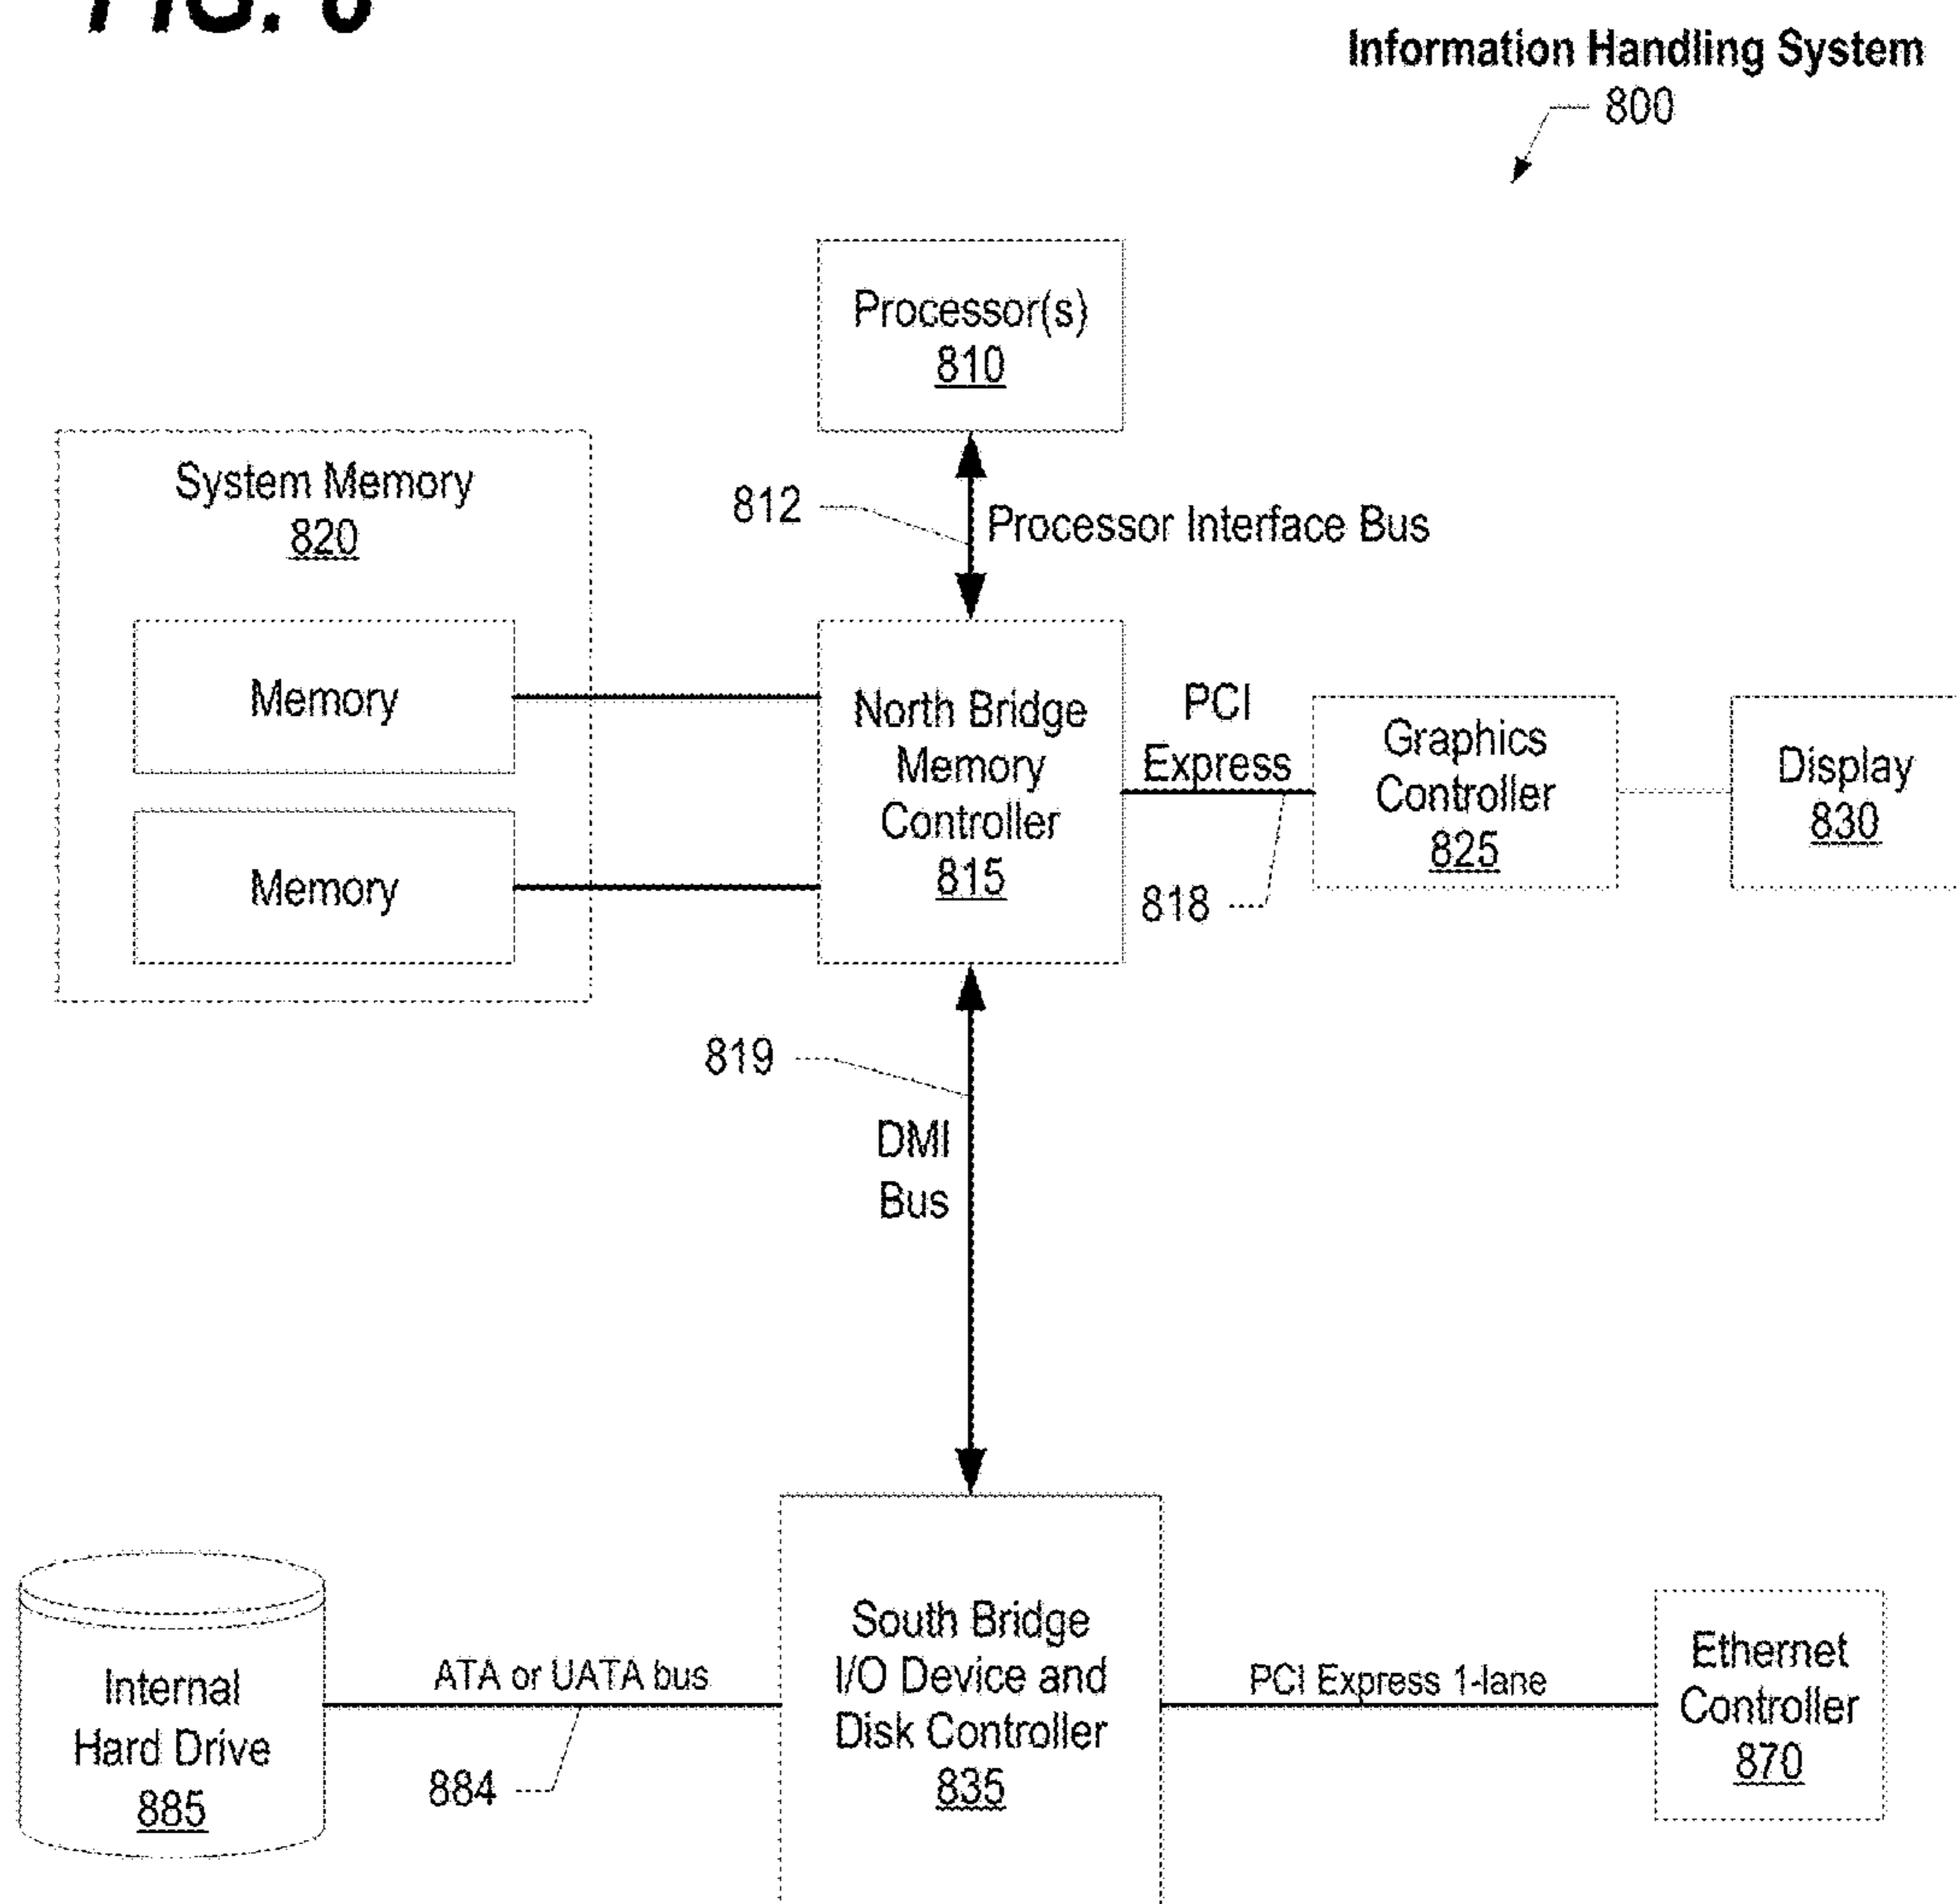 FIG.
Information Handling System
800
Processor(s)
810
System Memory
820
812
Processor Interface Bus
Memory
Memory
North Bridge
Memory
Controller
815
PCI
Express
818
Graphics
Controller
825
Display
830
819
DMI
Bus
Internal
Hard Drive
885
ATA or UATA bus
884
South Bridge
I/O Device and
Disk Controller
835
PCI Express 1-lane
Ethernet
Controller
870